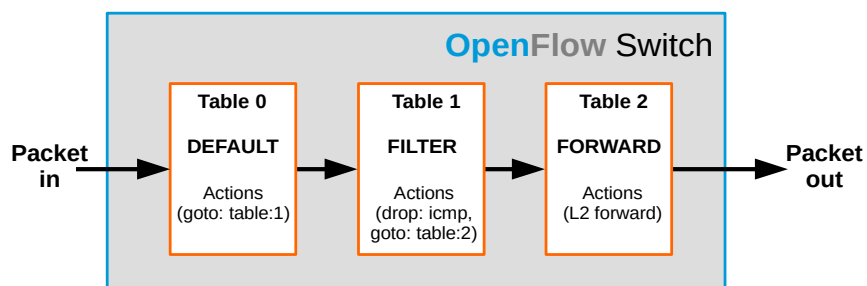 OpenFlow Switch
Packet
in
Table 0
DEFAULT
Actions
(goto: table:1)
Table 1
FILTER
Actions
(drop: icmp,
goto: table:2)
Table 2
FORWARD
Actions
(L2 forward)
Packet
out